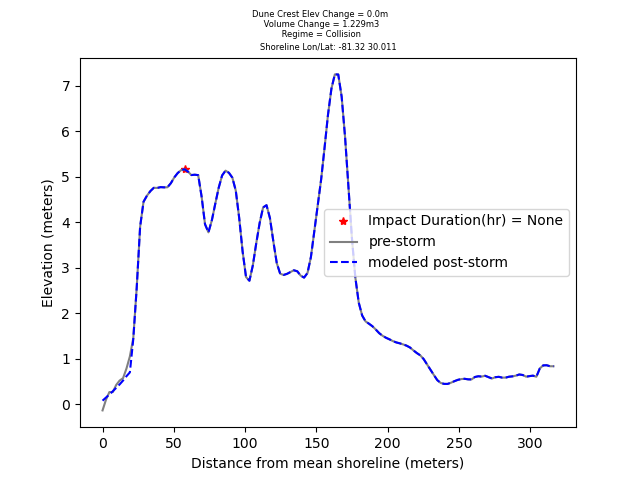 Dune Crest Elev Change = 0.0m
Volume Change = 1.229m3
Regime = Collision
Shoreline Lon/Lat: -81.32 30.011
7
6
5
4
3
2
1
0
Elevation (meters)
Impact Duration(hr) = None
pre-storm
modeled post-storm
0 50 100 150 200 250 300
Distance from mean shoreline (meters)